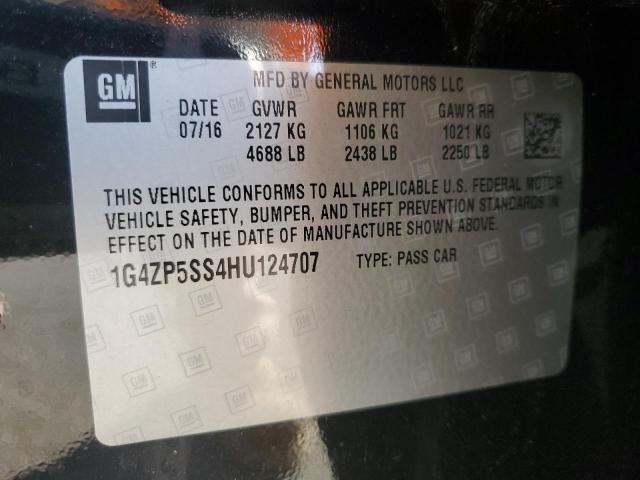 GM ®
MFD BY GENERAL MOTORS LLC
DATE GVWR GAWR FRT GAWR RR
07/16 2127 KG 1106 KG 1021 KG
4688 LB 2438 LB 2250 LB
THIS VEHICLE CONFORMS TO ALL APPLICABLE U.S. FEDERAL MOTOR
VEHICLE SAFETY, BUMPER, AND THEFT PREVENTION STANDARDS IN
EFFECT ON THE DATE OF MANUFACTURE SHOWN ABOVE.
1G4ZP5SS4HU124707 TYPE: PASS CAR